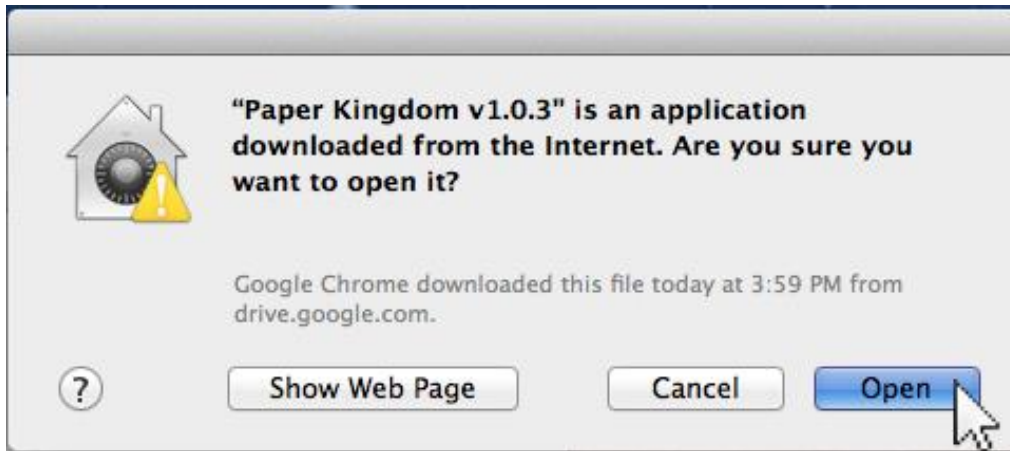 “Paper Kingdom v1.0.3" is an application
downloaded from the Internet. Are you sure you
want to open it?
Google Chrome downloaded this file today at 3:59 PM from
drive.google.com.
? Show Web Page Cancel Open